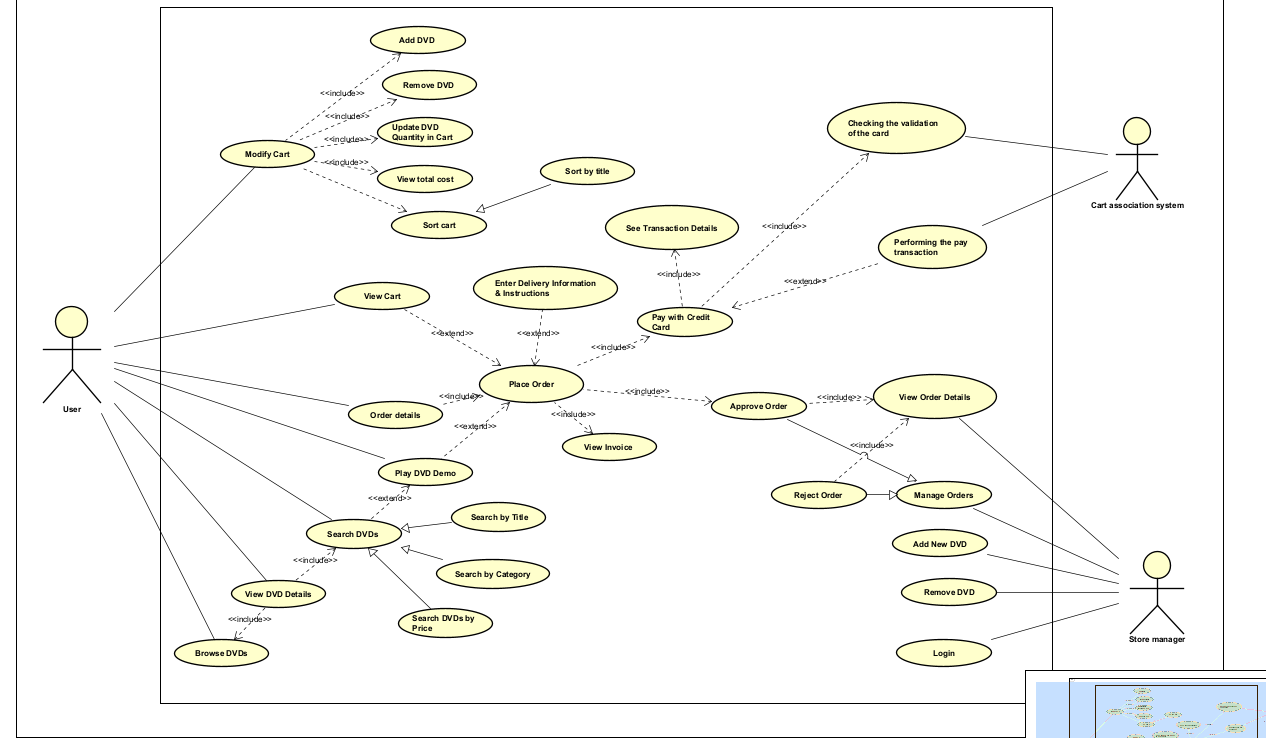 Add DVD
<<include>>
Remove DVD
<<include>>
Update DVD
Quantity in Cart
<<include>>
Modify Cart
<<include>>
View total cost
Sort by title
Sort cart
Checking the validation
of the card
Cart association system
See Transaction Details
<<include>>
Performing the pay
transaction
<<include>>
<<extend>>
View Cart
Enter Delivery Information
& Instructions
Pay with Credit
Card
<<extend>>
<<extend>>
<<include>>
User
Place Order
<<include>>
<<include>>
Order details
<<include>>
Approve Order
<<include>>
View Order Details
<<extend>>
View Invoice
<<include>>
Play DVD Demo
<<extend>>
Reject Order
Manage Orders
Search by Title
Search DVDs
Add New DVD
<<include>>
Search by Category
View DVD Details
Remove DVD
<<include>>
Search DVDs by
Price
Store manager
Browse DVDs
Login